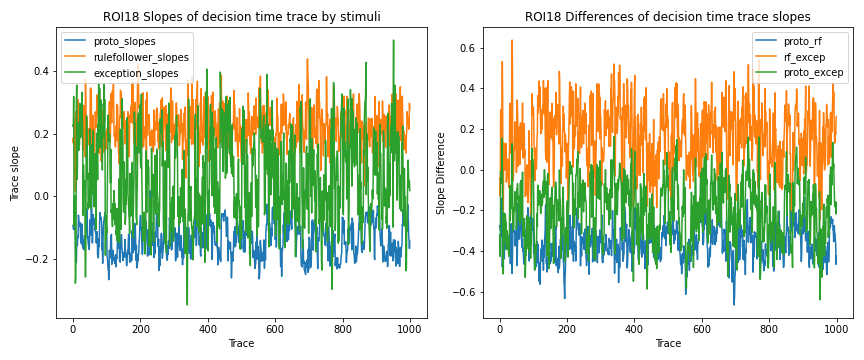 ROI18 Slopes of decision time trace by stimuli
proto_slopes
rulefollower_slopes
exception_slopes
Trace slope
0.4
0.2
0.0
−0.2
0 200 400 600 800 1000
Trace
ROI18 Differences of decision time trace slopes
proto_rf
rf_excep
proto_excep
Slope Difference
0.6
0.4
0.2
0.0
−0.2
−0.4
−0.6
0 200 400 600 800 1000
Trace